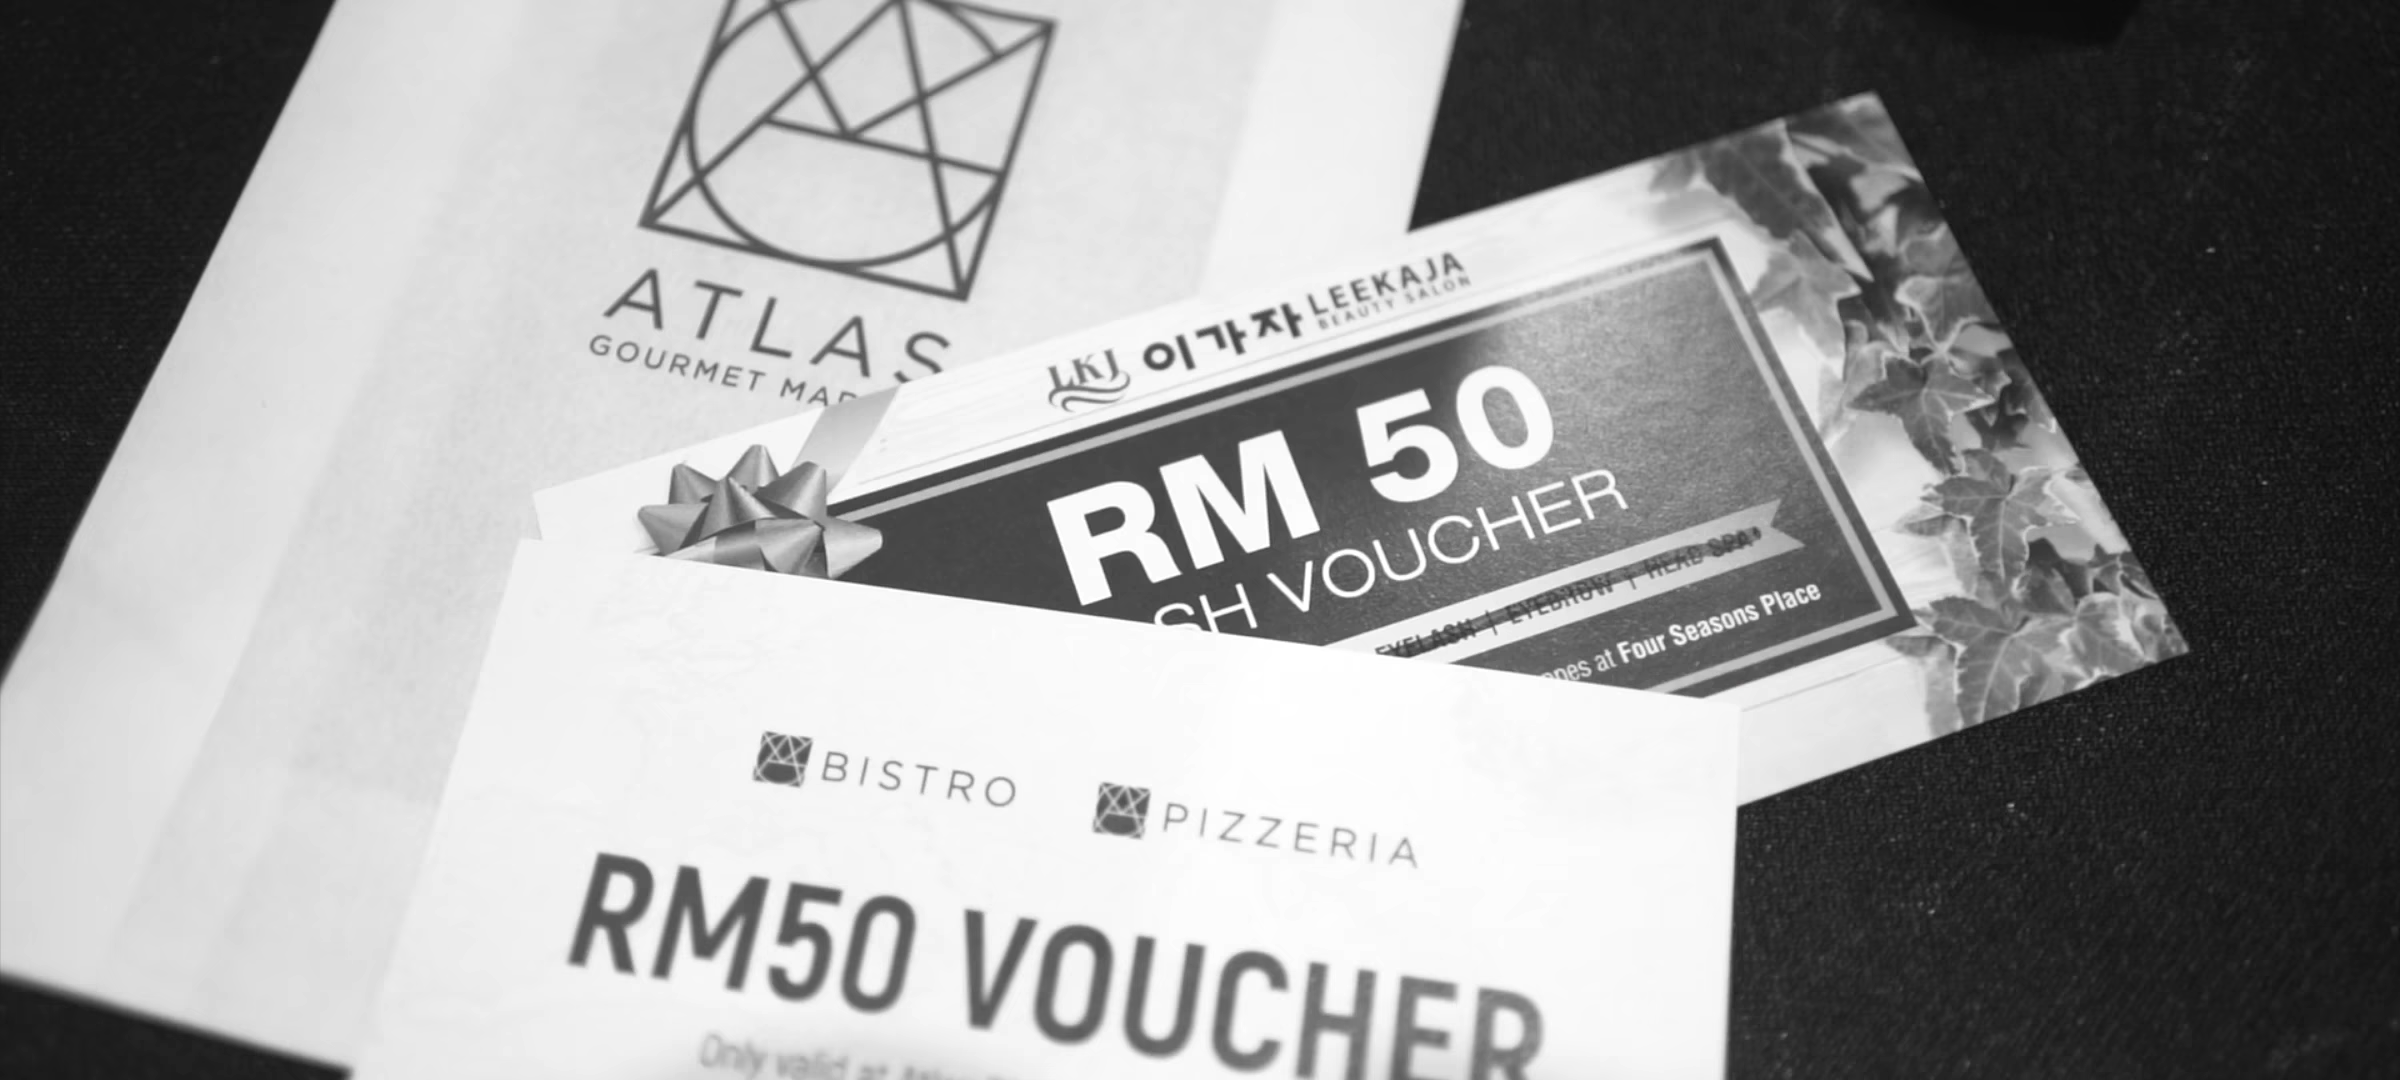 ATLAS
GOURMET MAR
LKJ 이가자 LEEKAJA
BEAUTY SALON
RM 50
SH VOUCHER
EYELASH | EYEBROW | HEAD SPA*
at Four Seasons Place
BISTRO PIZZERIA
RM50 VOUCHER
Only valid at